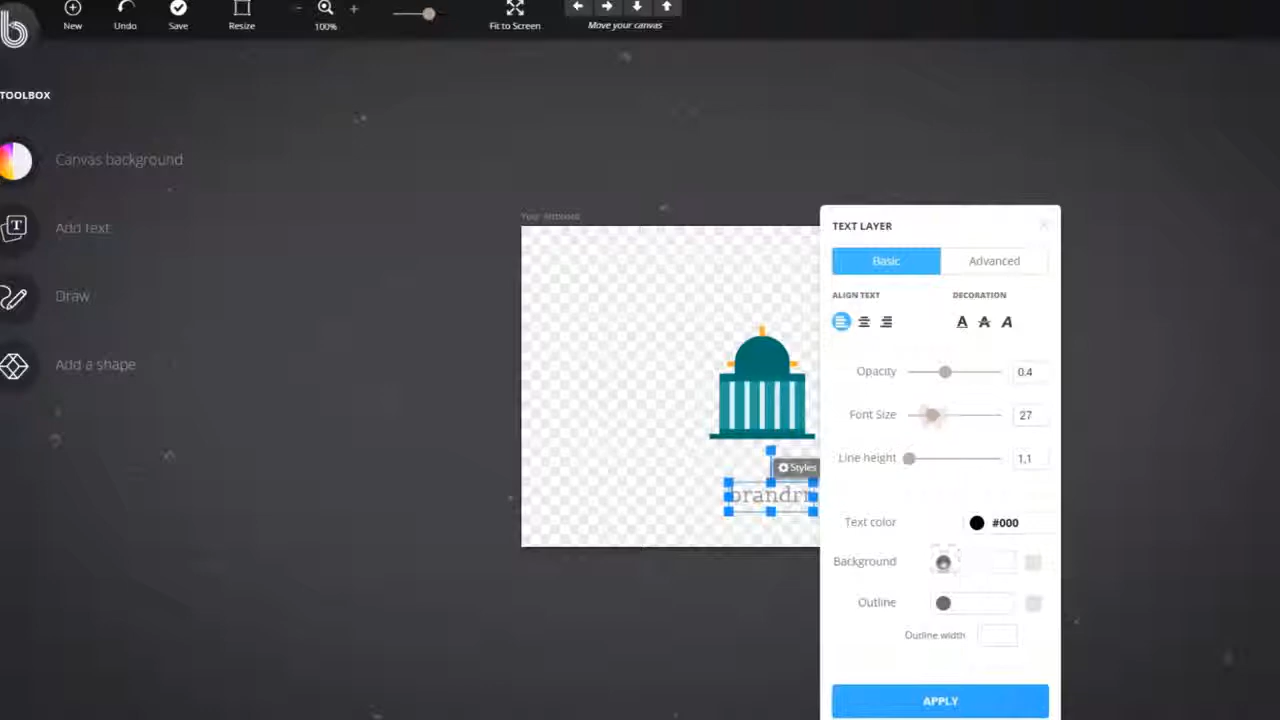 b
New Undo Save Resize - 100% + Fit to Screen Move your canvas
TOOLBOX
Canvas background
Add text
Draw
Add a shape
Your Artboard
Styles
TEXT LAYER
Basic Advanced
ALIGN TEXT DECORATION
A A A
Opacity 0.4
Font Size 27
Line height 1,1
Text color #000
Background
Outline
Outline width
APPLY